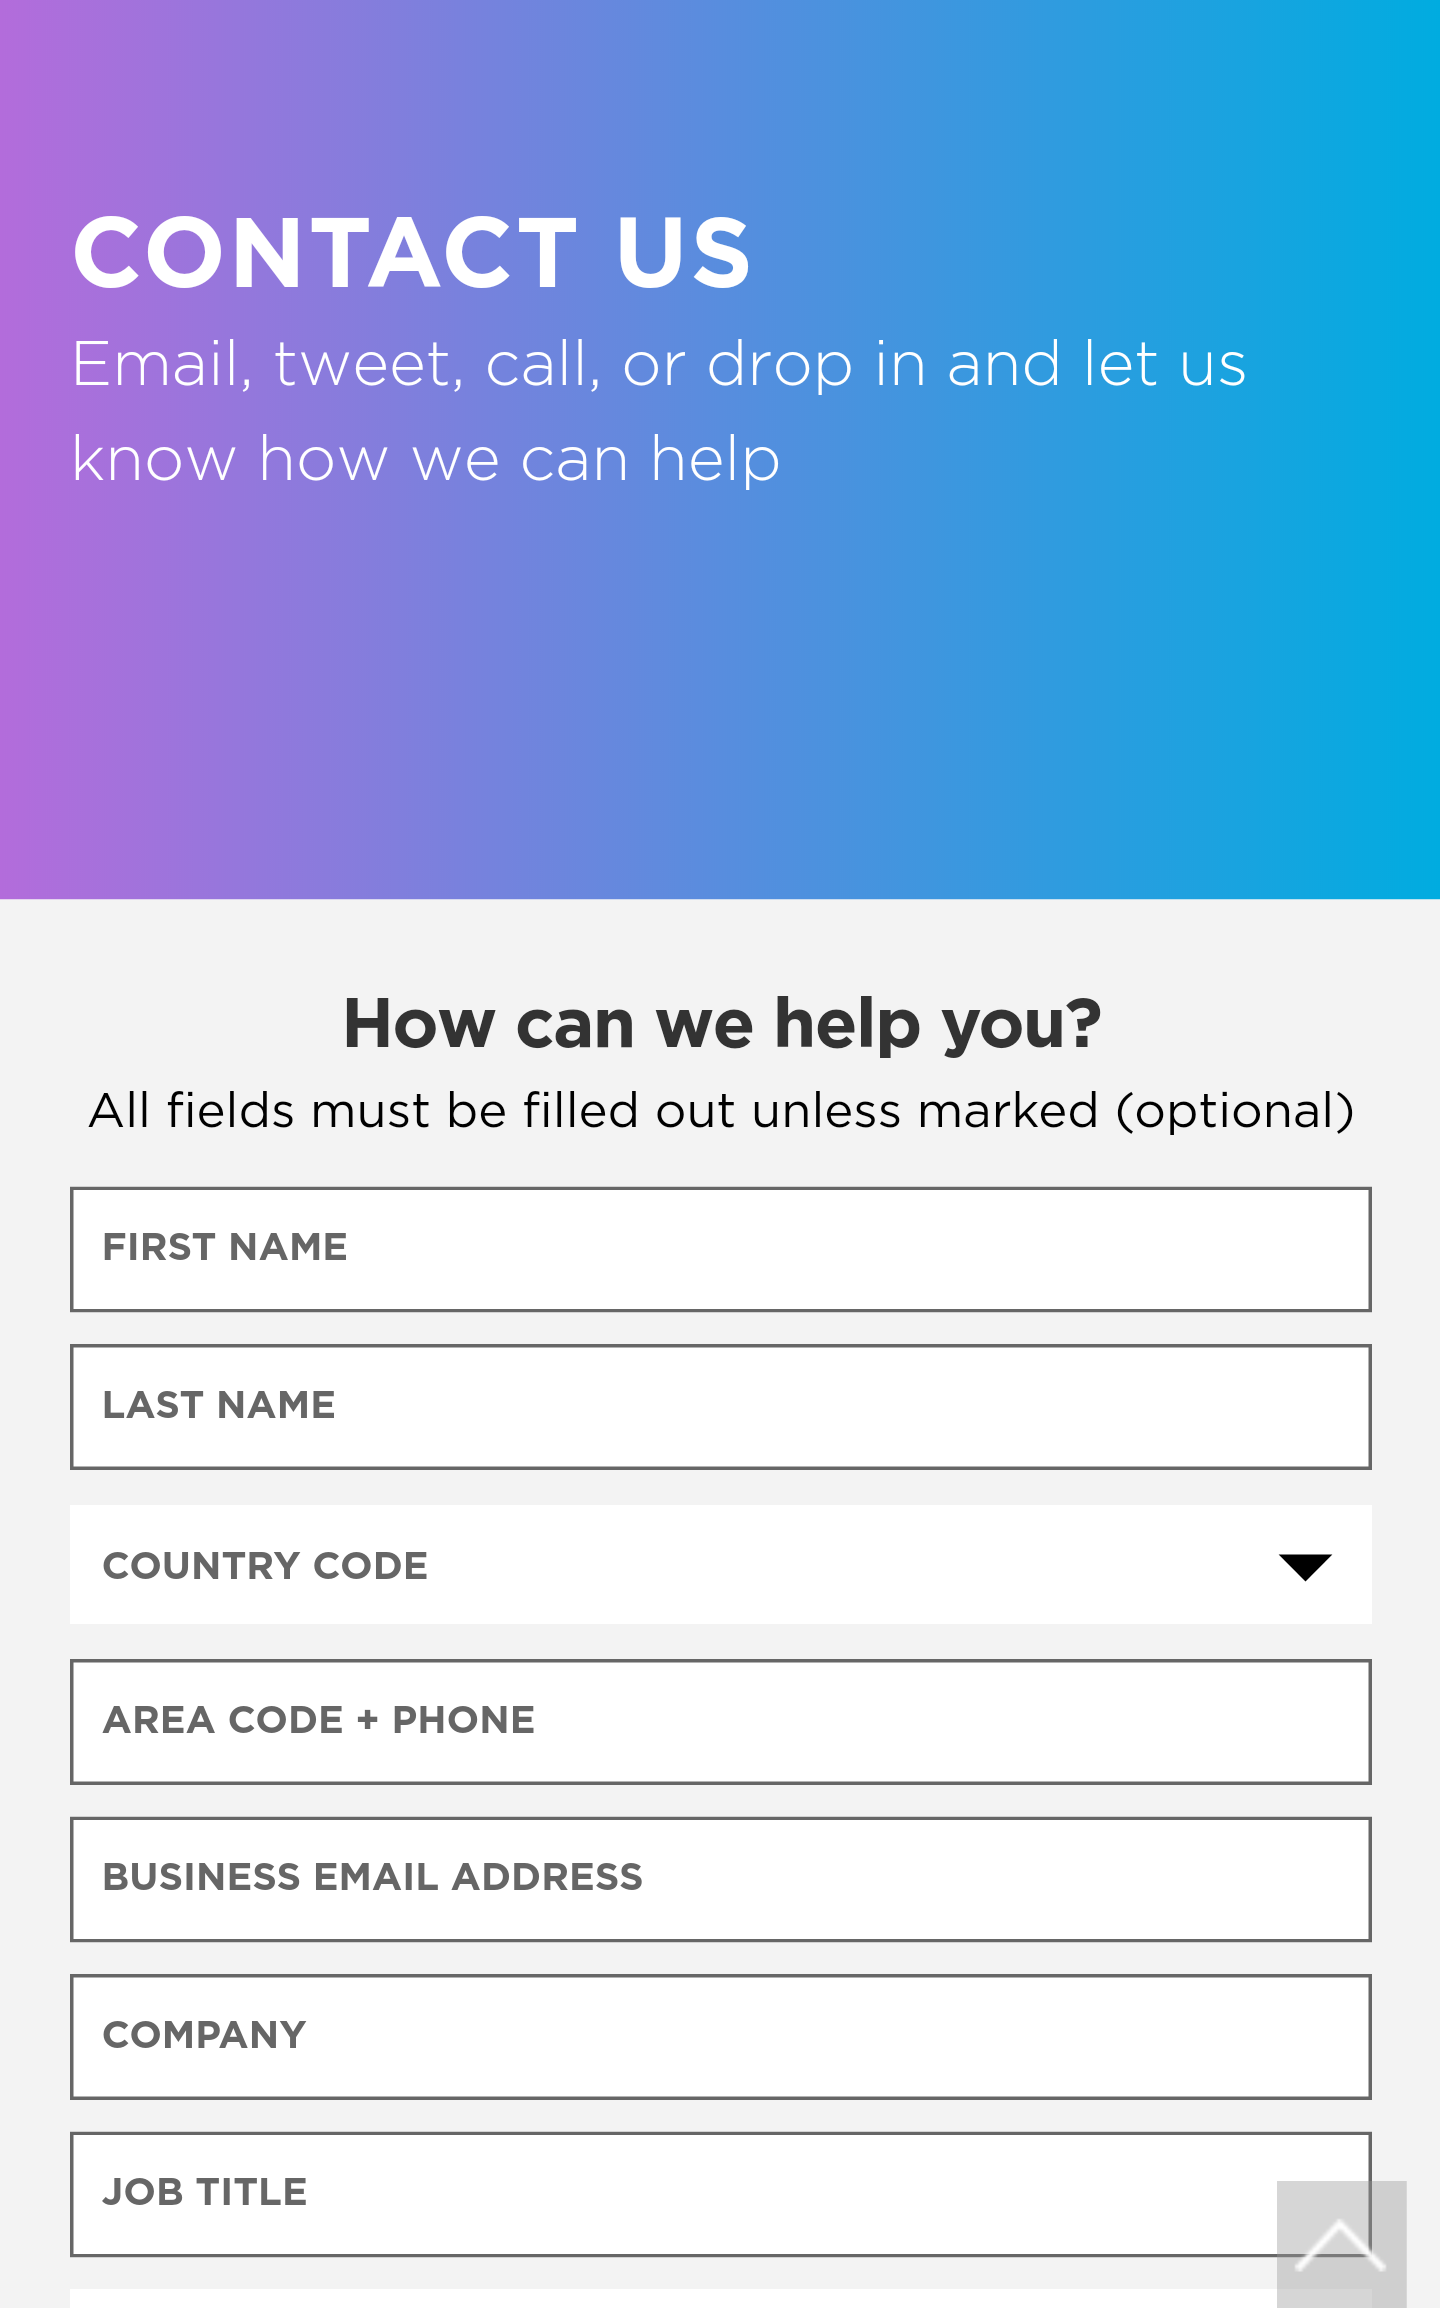 CONTACT US
Email, tweet, call, or drop in and let us
know how we can help
How can we help you?
All fields must be filled out unless marked (optional)
FIRST NAME
LAST NAME
COUNTRY CODE
AREA CODE + PHONE
BUSINESS EMAIL ADDRESS
COMPANY
JOB TITLE